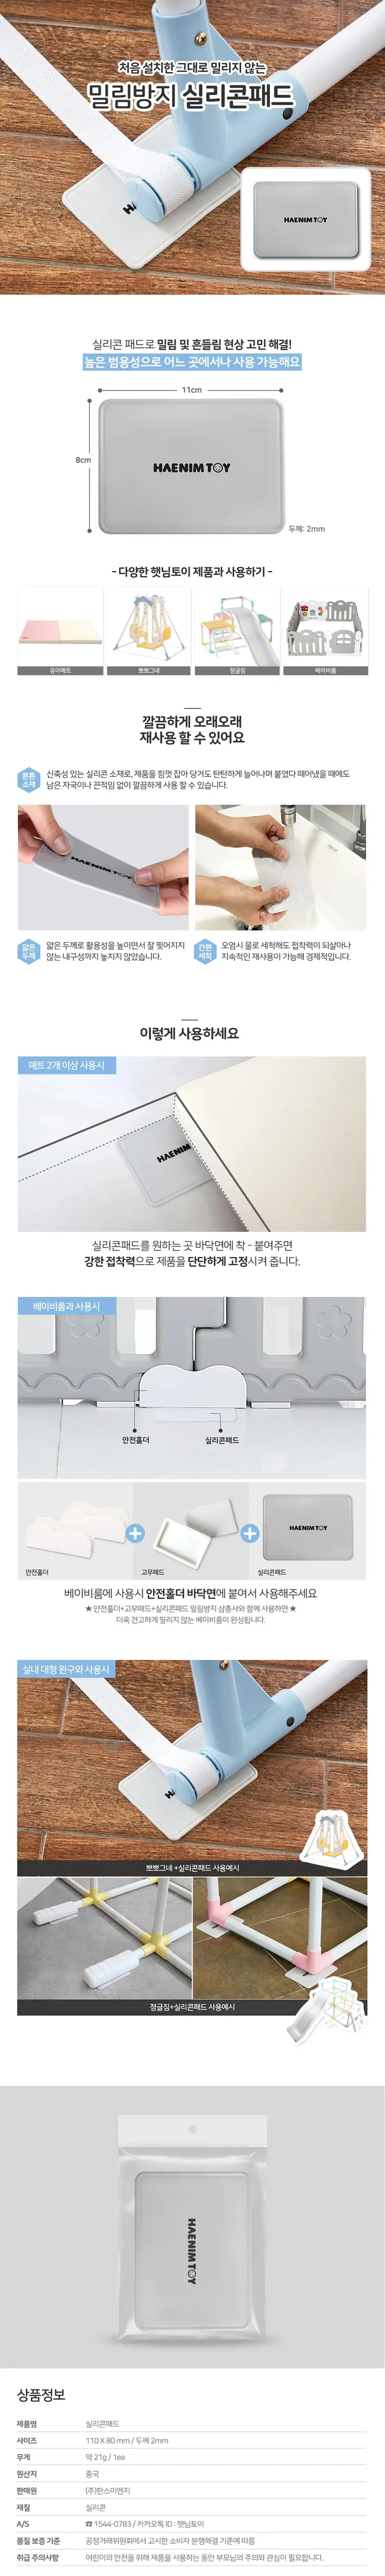 처음 설치한 그대로 밀리지 않는
밀림방지 실리콘패드
HAENIM TOY
실리콘 패드로 밀림 및 흔들림 현상 고민 해결!
높은 범용성으로 어느 곳에서나 사용 가능해요
11cm
8cm
HAENIM TOY
두께: 2mm
- 다양한 햇님토이 제품과 사용하기 -
유아매트
뽀뽀그네
정글짐
베이비룸
깔끔하게 오래오래
재사용 할 수 있어요
튼튼
소재
신축성 있는 실리콘 소재로, 제품을 힘껏 잡아 당겨도 탄탄하게 늘어나며 붙였다 떼어냈을 때에도
남은 자국이나 끈적임 없이 깔끔하게 사용 할 수 있습니다.
HAENIM TOY
얇은
두께
얇은 두께로 활용성을 높이면서 잘 찢어지지
않는 내구성까지 놓치지 않았습니다.
간편
세척
오염시 물로 세척해도 접착력이 되살아나
지속적인 재사용이 가능해 경제적입니다.
이렇게 사용하세요
매트 2개 이상 사용시
HAENIM
실리콘패드를 원하는 곳 바닥면에 착 - 붙여주면
강한 접착력으로 제품을 단단하게 고정시켜 줍니다.
베이비룸과 사용시
안전홀더
실리콘패드
HAENIM TOY
안전홀더
고무패드
실리콘패드
베이비룸에 사용시 안전홀더 바닥면에 붙여서 사용해주세요
★ 안전홀더+고무패드+실리콘패드 밀림방지 삼총사와 함께 사용하면 ★
더욱 견고하게 밀리지 않는 베이비룸이 완성됩니다.
실내 대형 완구와 사용시
뽀뽀그네 +실리콘패드 사용예시
정글짐+실리콘패드 사용예시
HAENIM TOY
상품정보
제품명 실리콘패드
사이즈 110 X 80 mm / 두께 2mm
무게 약 21g / 1ea
원산지 중국
판매원 (주)한스이엔지
재질 실리콘
A/S ☎ 1544-0783 / 카카오톡 ID : 햇님토이
품질 보증 기준 공정거래위원회에서 고시한 소비자 분쟁해결 기준에 따름
취급 주의사항 어린이의 안전을 위해 제품을 사용하는 동안 부모님의 주의와 관심이 필요합니다.